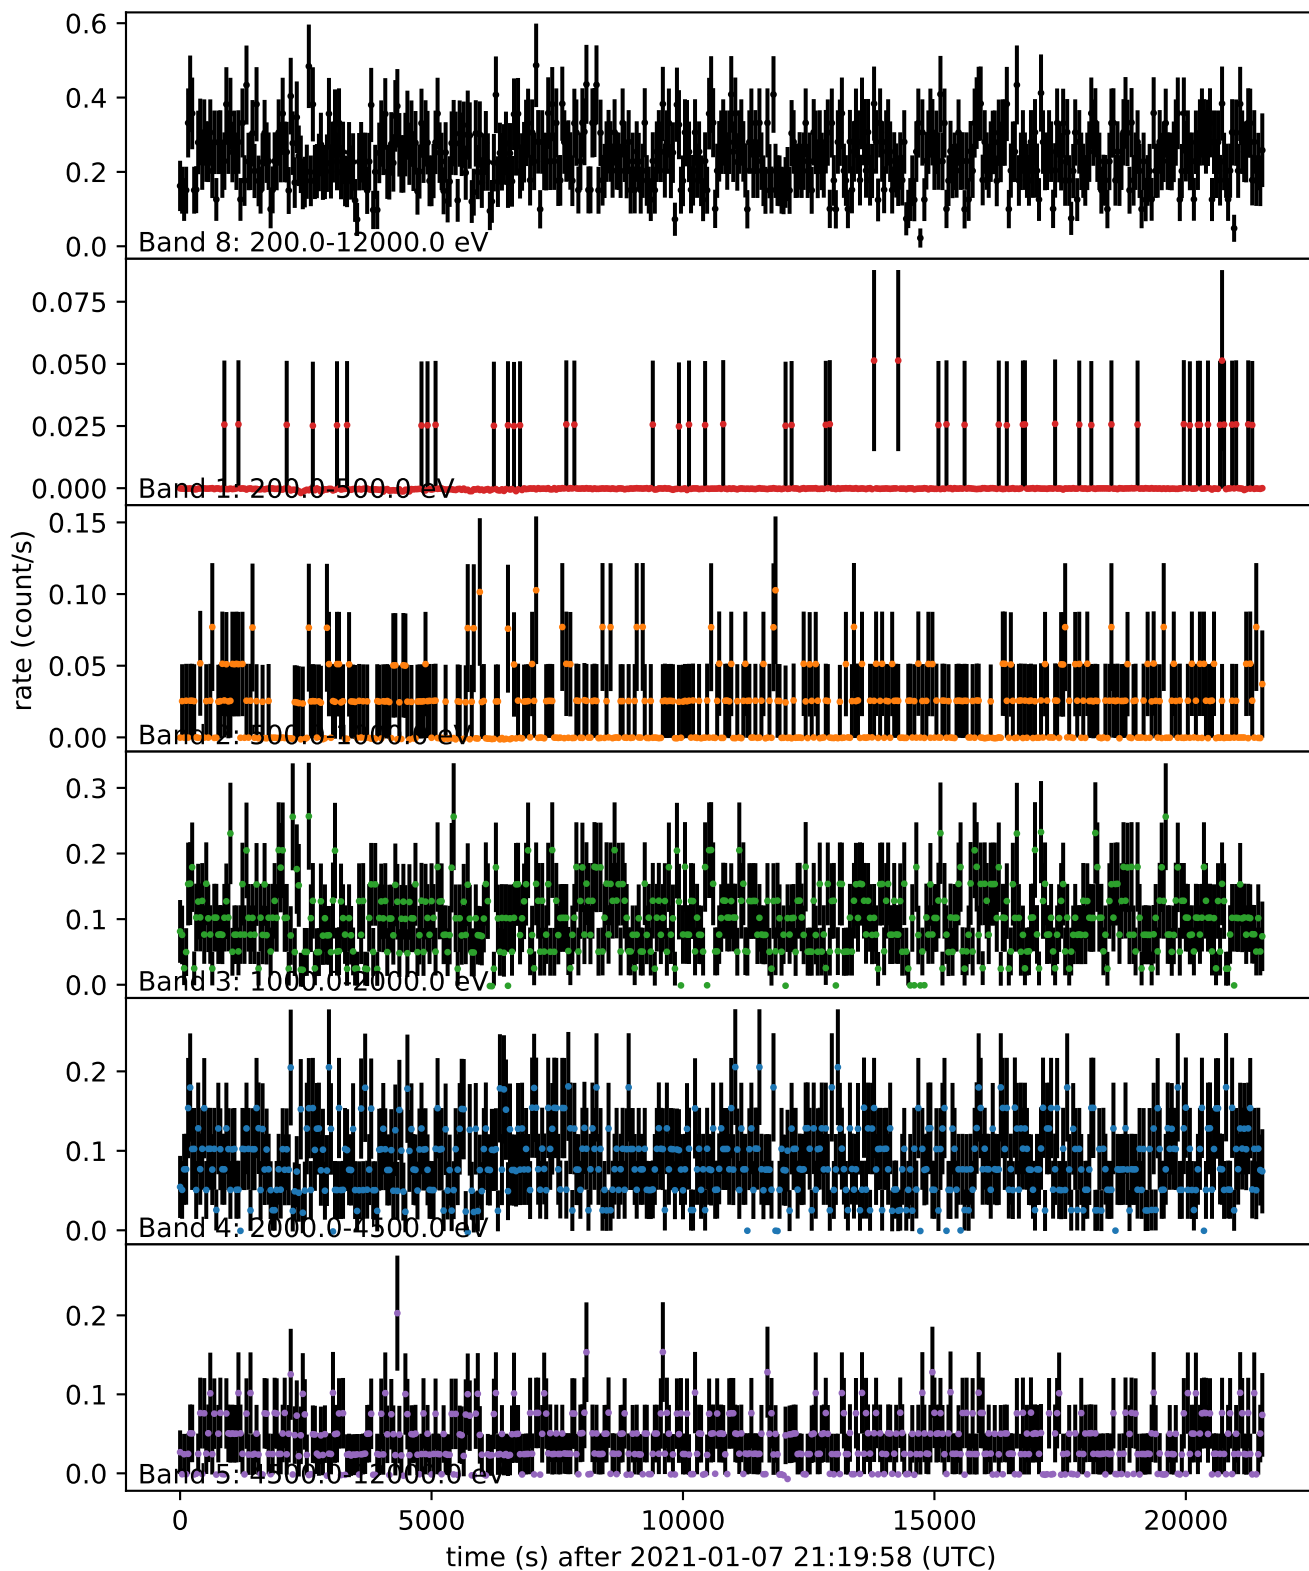 0.6
0.4
0.2
0.0
Band 8: 200.0-12000.0 eV
0.075
0.050
0.025
0.000
Band 1: 200.0-500.0 eV
0.15
0.10
0.05
0.00
Band 2: 500.0-1000.0 eV
rate (count/s)
0.3
0.2
0.1
0.0
Band 3: 1000.0-2000.0 eV
0.2
0.1
0.0
Band 4: 2000.0-4500.0 eV
0.2
0.1
0.0
Band 5: 4500.0-12000.0 eV
0 5000 10000 15000 20000
time (s) after 2021-01-07 21:19:58 (UTC)